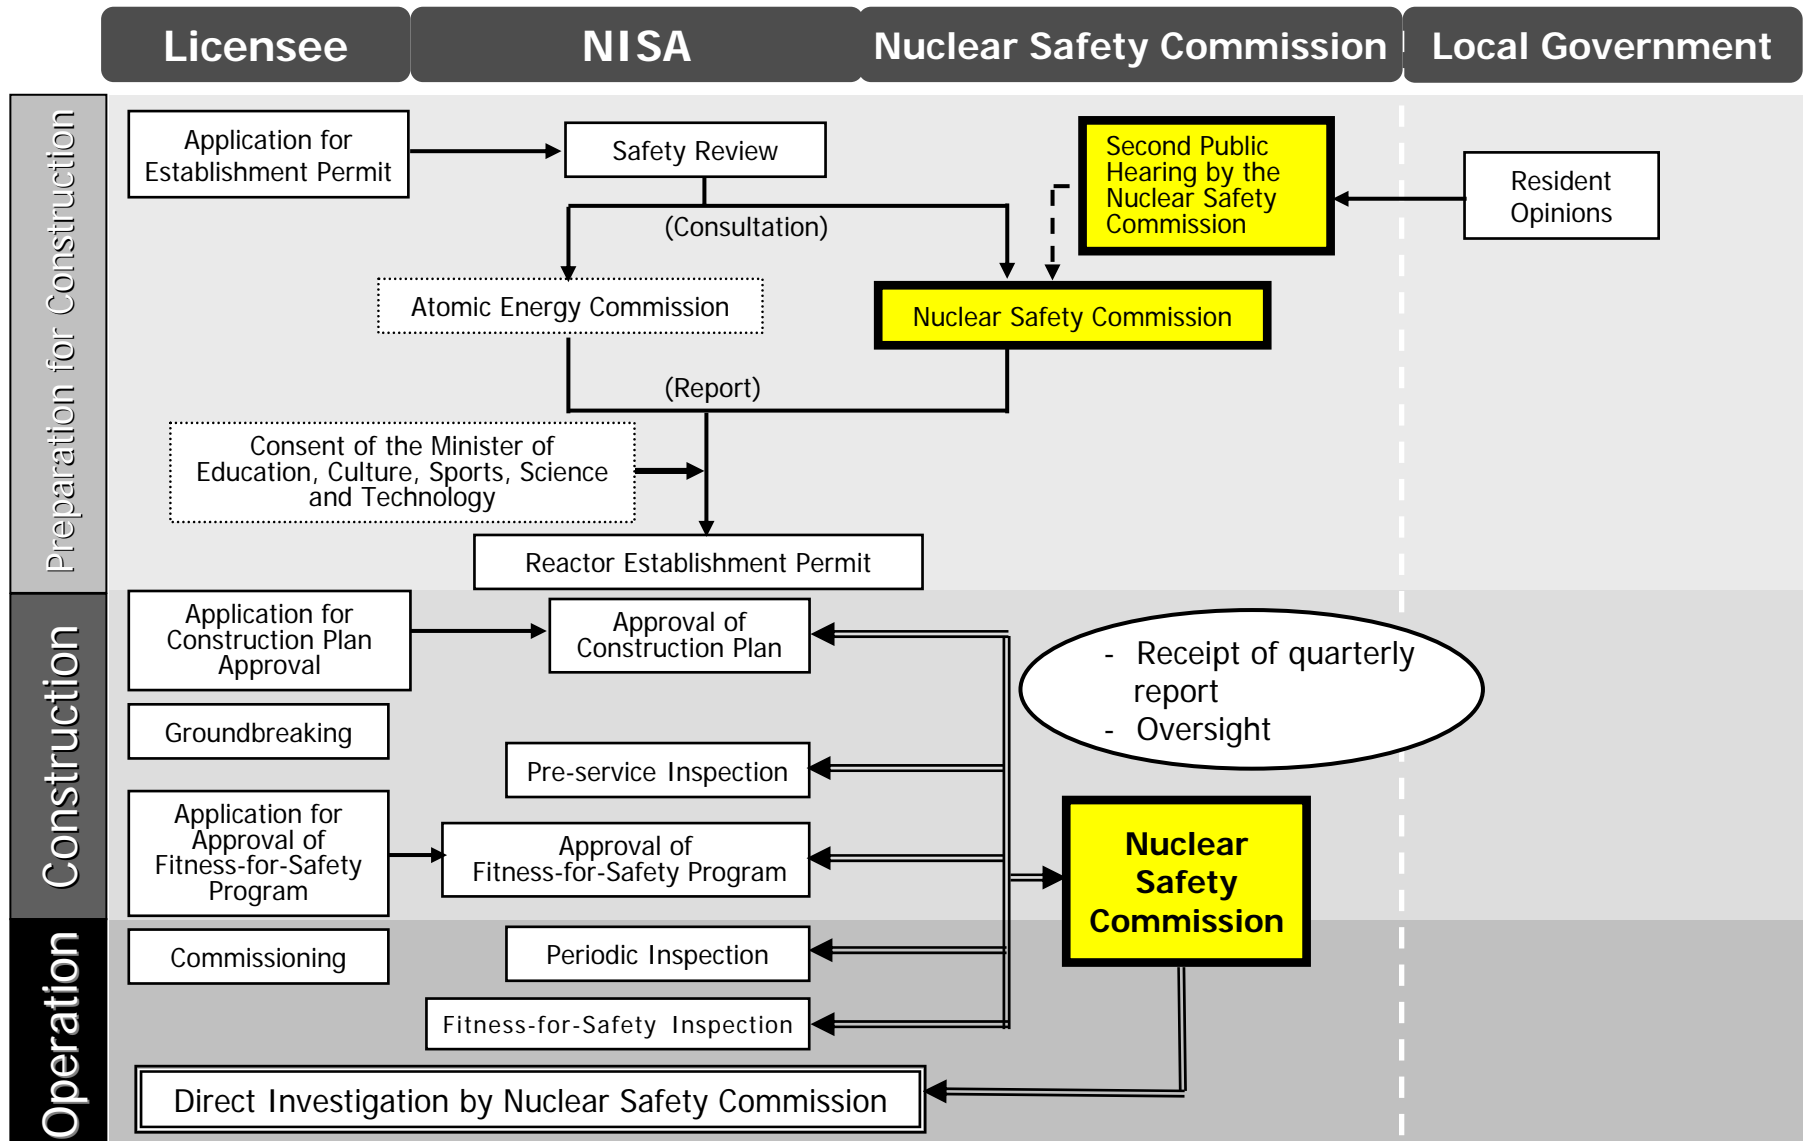 Licensee
NISA
Nuclear Safety Commission
Local Government
Preparation for Construction
Application for
Establishment Permit
Safety Review
Second Public
Hearing by the
Nuclear Safety
Commission
Resident
Opinions
(Consultation)
Atomic Energy Commission
Nuclear Safety Commission
(Report)
Consent of the Minister of
Education, Culture, Sports, Science
and Technology
Reactor Establishment Permit
Construction
Application for
Construction Plan
Approval
Approval of
Construction Plan
- Receipt of quarterly
report
- Oversight
Groundbreaking
Pre-service Inspection
Application for
Approval of
Fitness-for-Safety
Program
Approval of
Fitness-for-Safety Program
Nuclear
Safety
Commission
Operation
Commissioning
Periodic Inspection
Fitness-for-Safety Inspection
Direct Investigation by Nuclear Safety Commission